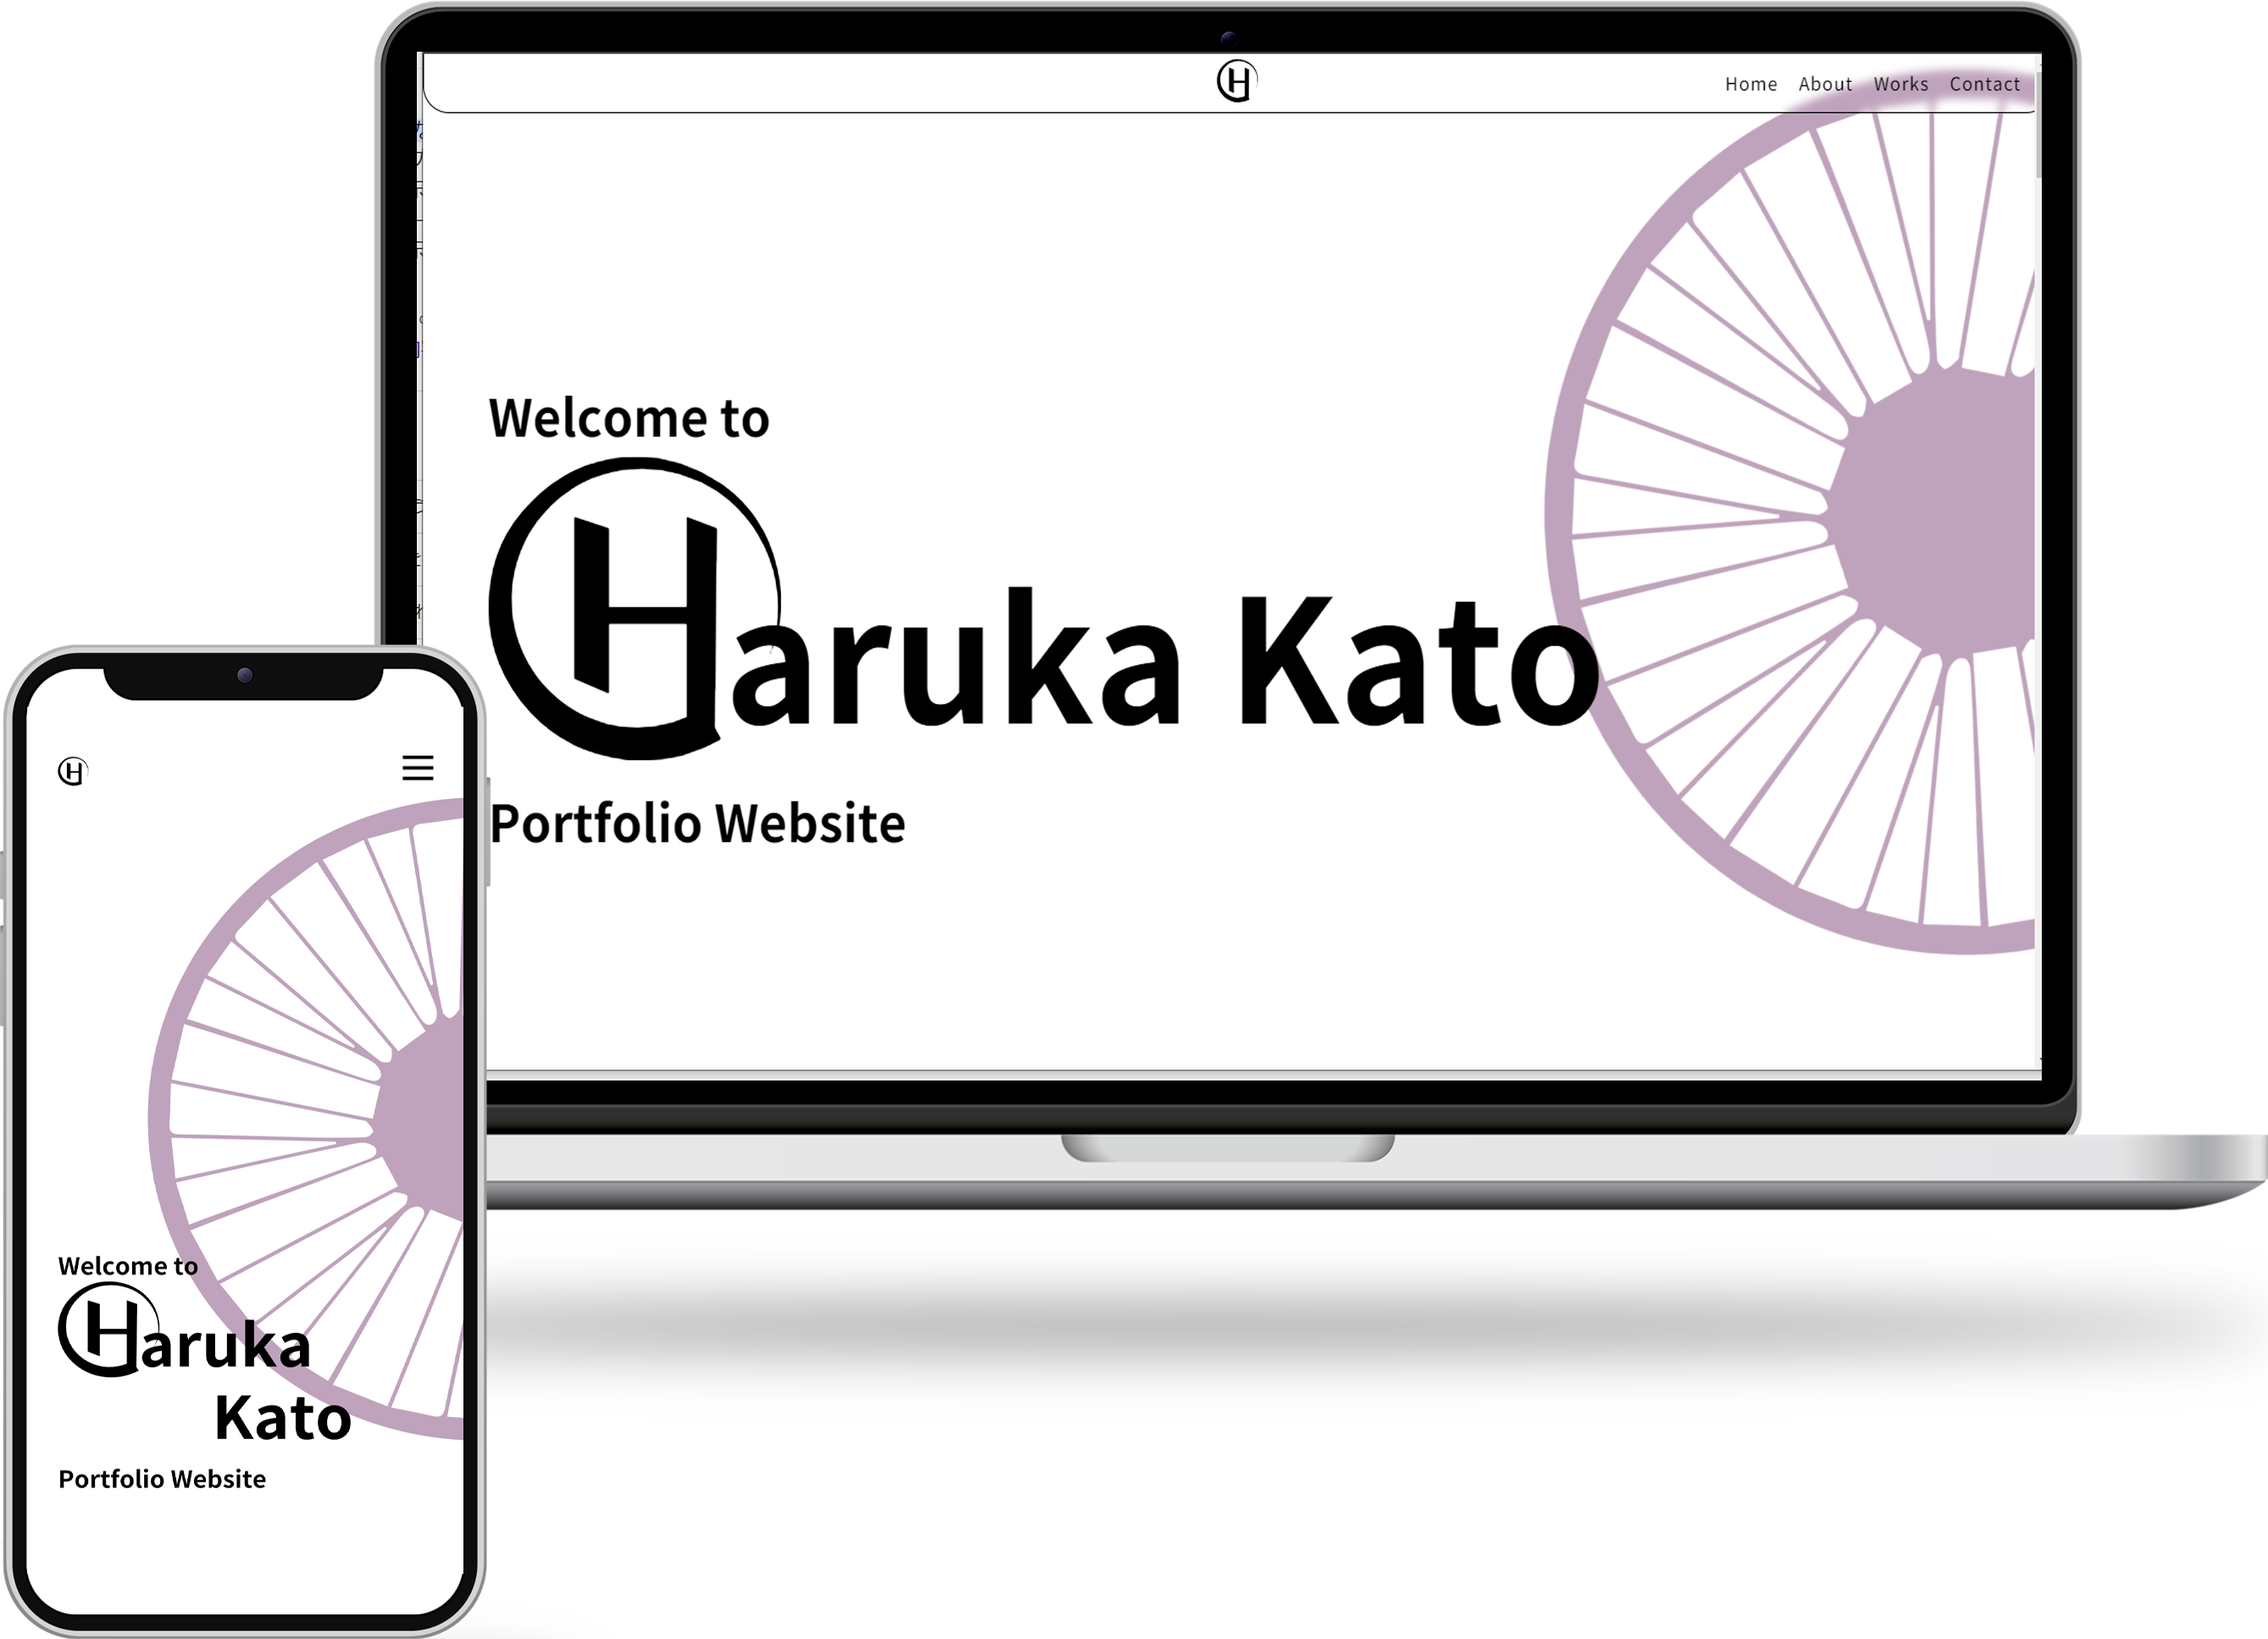 H
Home About Works Contact
Welcome to
Haruka Kato
Portfolio Website
H
Welcome to
Haruka
Kato
Portfolio Website